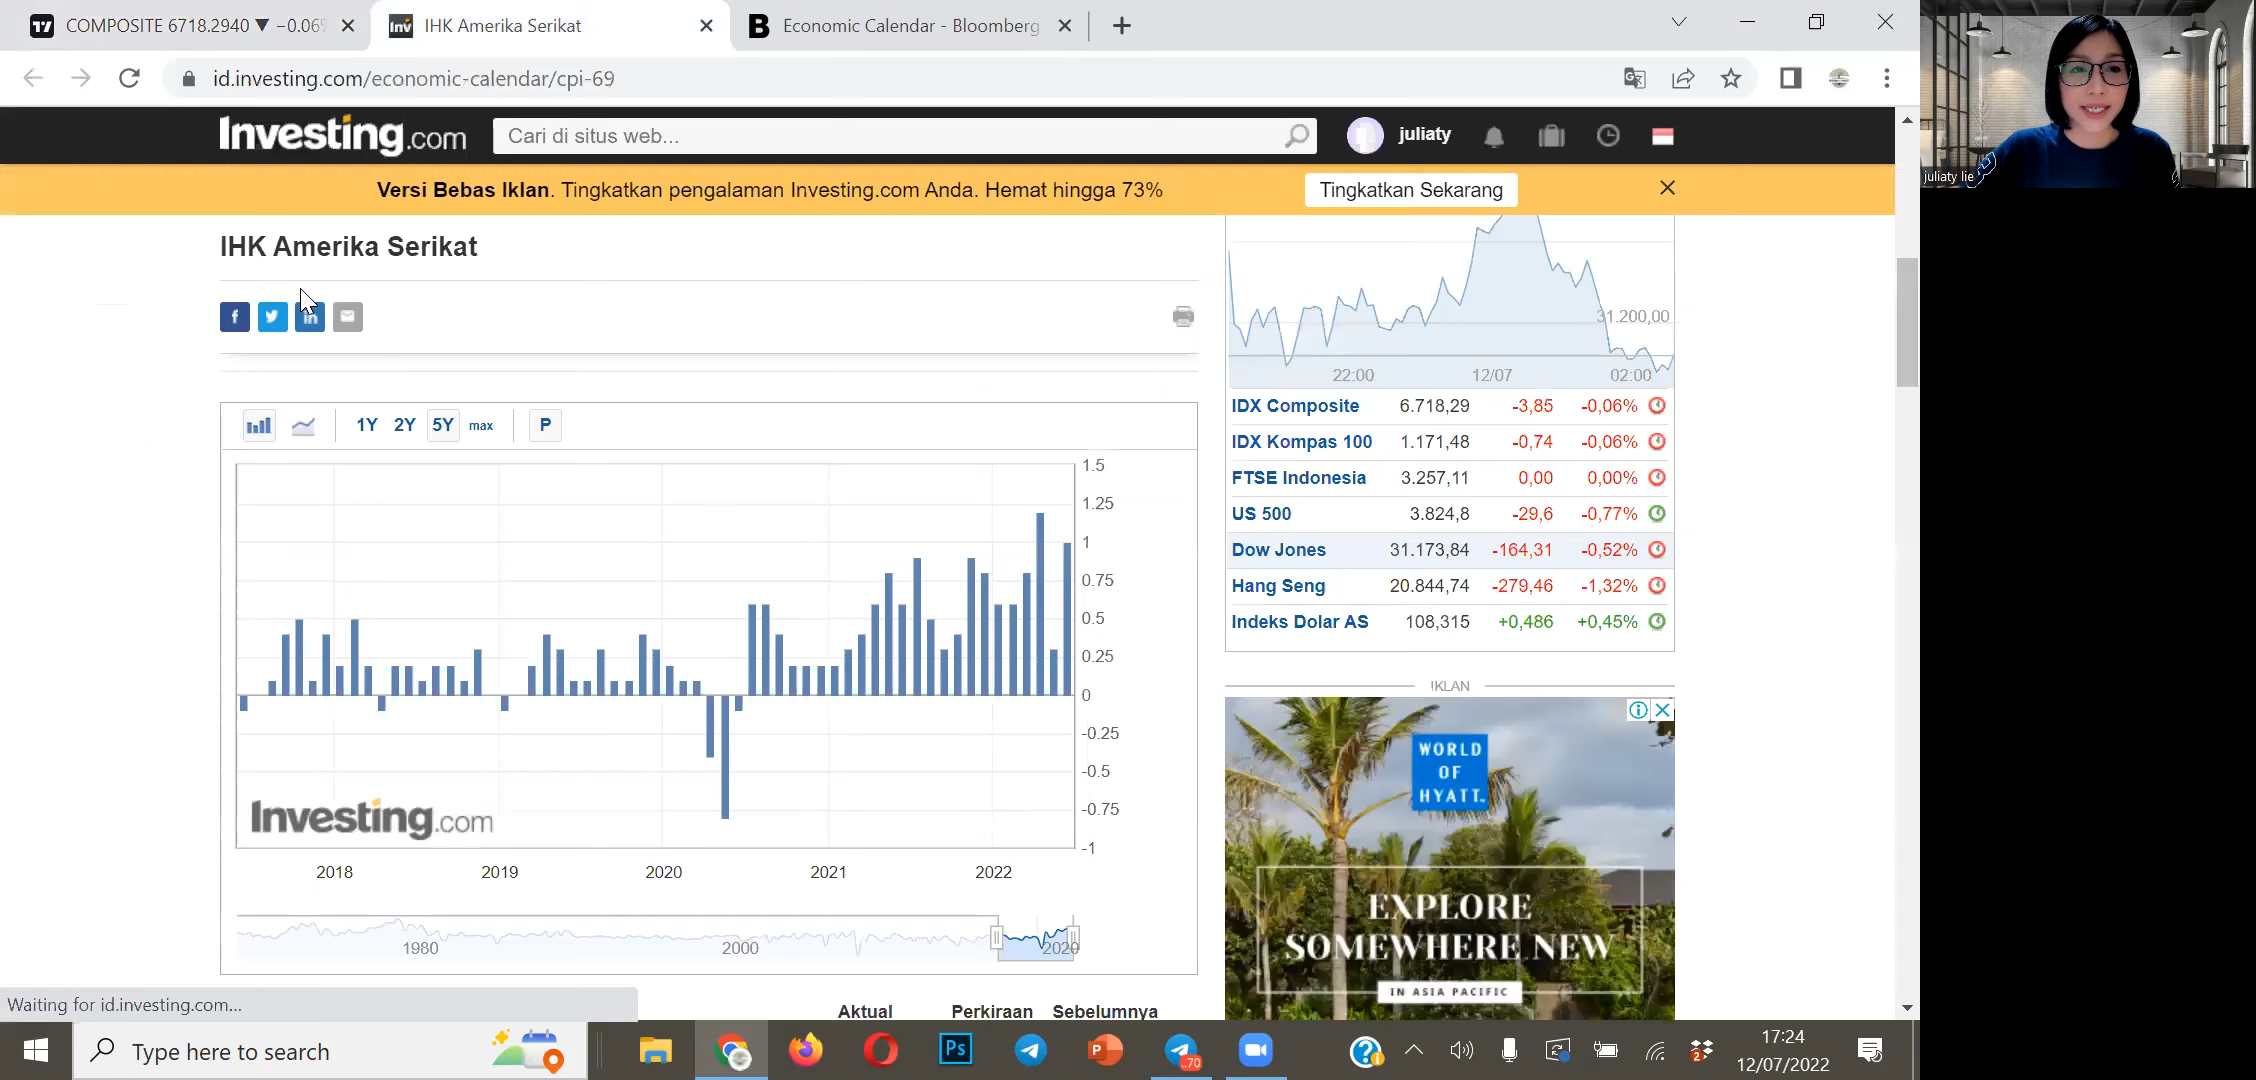 COMPOSITE 6718.2940 ▼ −0.06%
IHK Amerika Serikat
Economic Calendar - Bloomberg
id.investing.com/economic-calendar/cpi-69
Investing.com
Cari di situs web...
juliaty
juliaty lie
Versi Bebas Iklan. Tingkatkan pengalaman Investing.com Anda. Hemat hingga 73%
Tingkatkan Sekarang
IHK Amerika Serikat
31.200,00
22:00 12/07 02:00
1Y 2Y 5Y max P
1.5
1.25
1
0.75
0.5
0.25
0
-0.25
-0.5
-0.75
-1
Investing.com
2018 2019 2020 2021 2022
1980 2000 2020
IDX Composite 6.718,29 -3,85 -0,06%
IDX Kompas 100 1.171,48 -0,74 -0,06%
FTSE Indonesia 3.257,11 0,00 0,00%
US 500 3.824,8 -29,6 -0,77%
Dow Jones 31.173,84 -164,31 -0,52%
Hang Seng 20.844,74 -279,46 -1,32%
Indeks Dolar AS 108,315 +0,486 +0,45%
IKLAN
WORLD
OF
HYATT
EXPLORE
SOMEWHERE NEW
IN ASIA PACIFIC
Waiting for id.investing.com...
Aktual Perkiraan Sebelumnya
Type here to search
Ps
70
2
17:24
12/07/2022